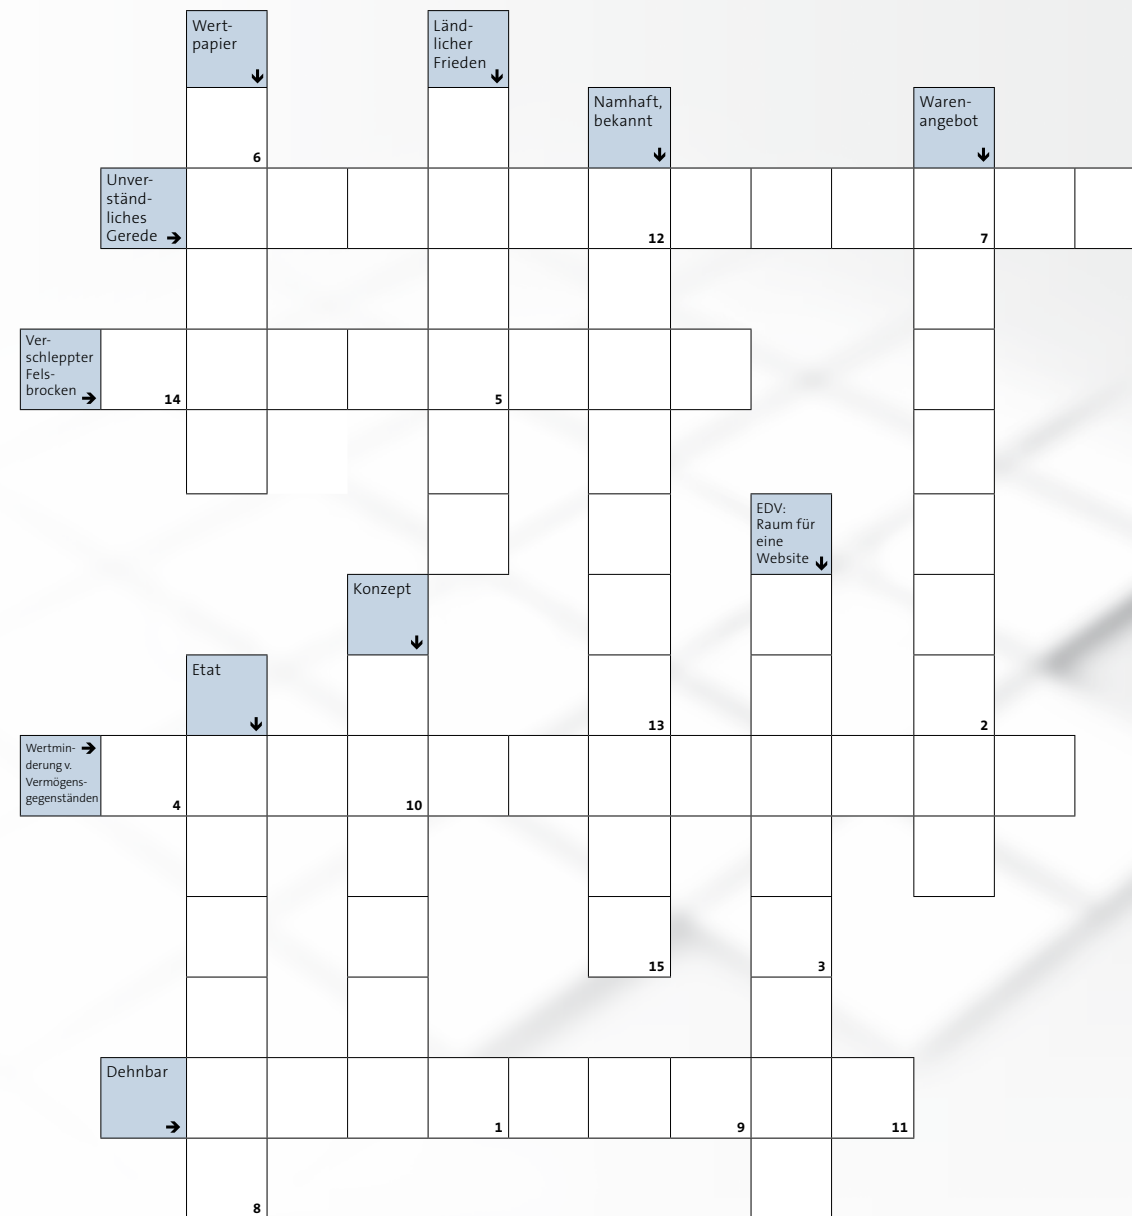 Wert-
papier
Länd-
licher
Frieden
Namhaft,
bekannt
Waren-
angebot
6
Unver-
ständ-
liches
Gerede
12
7
Ver-
schleppter
Fels-
brocken
14
5
EDV:
Raum für
eine
Website
Konzept
Etat
13
2
Wertmin-
derung v.
Vermögens-
gegenständen
4
10
15
3
Dehnbar
1
9
11
8